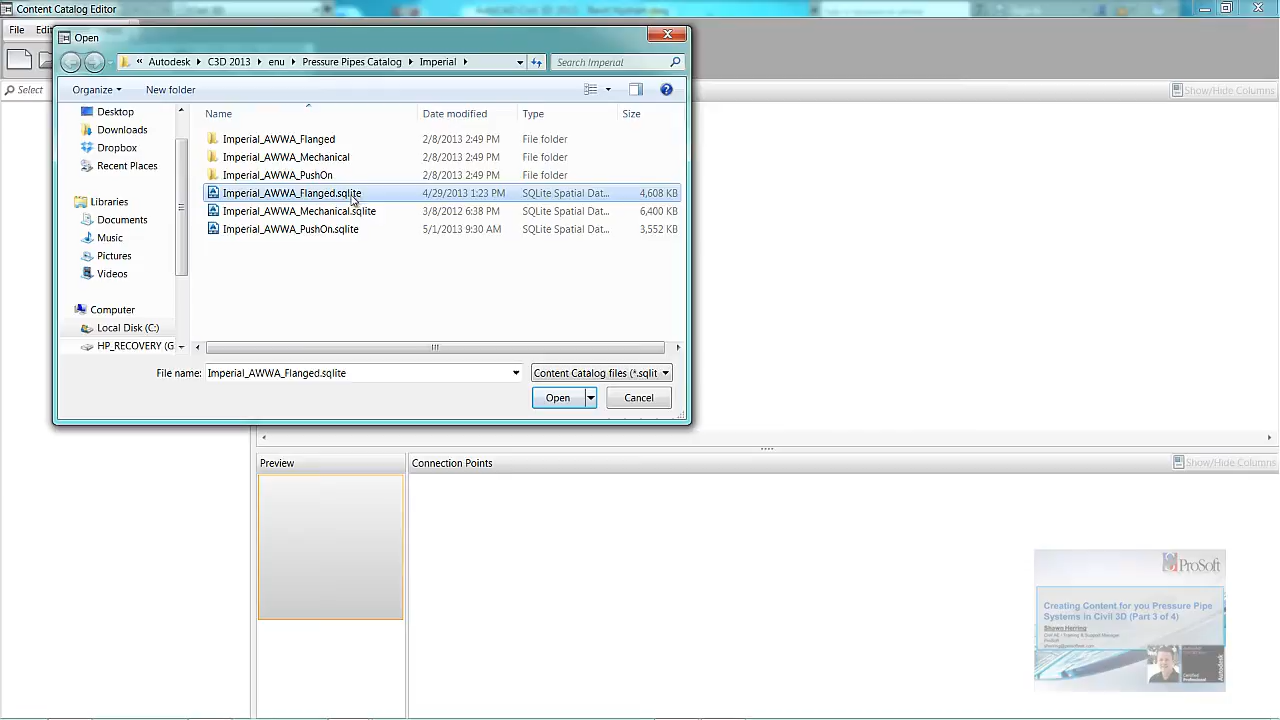 Content Catalog Editor
File Edi
Open
« Autodesk C3D 2013 enu Pressure Pipes Catalog Imperial
Search Imperial
Organize New folder
Select
Show/Hide Columns
Name Date modified Type Size
Desktop
Downloads
Dropbox
Recent Places
Libraries
Documents
Music
Pictures
Videos
Computer
Local Disk (C:)
HP_RECOVERY (G
Imperial_AWWA_Flanged 2/8/2013 2:49 PM File folder
Imperial_AWWA_Mechanical 2/8/2013 2:49 PM File folder
Imperial_AWWA_PushOn 2/8/2013 2:49 PM File folder
Imperial_AWWA_Flanged.sqlite 4/29/2013 1:23 PM SQLite Spatial Dat... 4,608 KB
Imperial_AWWA_Mechanical.sqlite 3/8/2012 6:38 PM SQLite Spatial Dat... 6,400 KB
Imperial_AWWA_PushOn.sqlite 5/1/2013 9:30 AM SQLite Spatial Dat... 3,552 KB
File name: Imperial_AWWA_Flanged.sqlite
Content Catalog files (*.sqlit
Open Cancel
Preview
Connection Points
Show/Hide Columns
ProSoft
Creating Content for you Pressure Pipe
Systems in Civil 3D (Part 3 of 4)
Shawn Herring
ProSoft
Autodesk
Certified
Professional